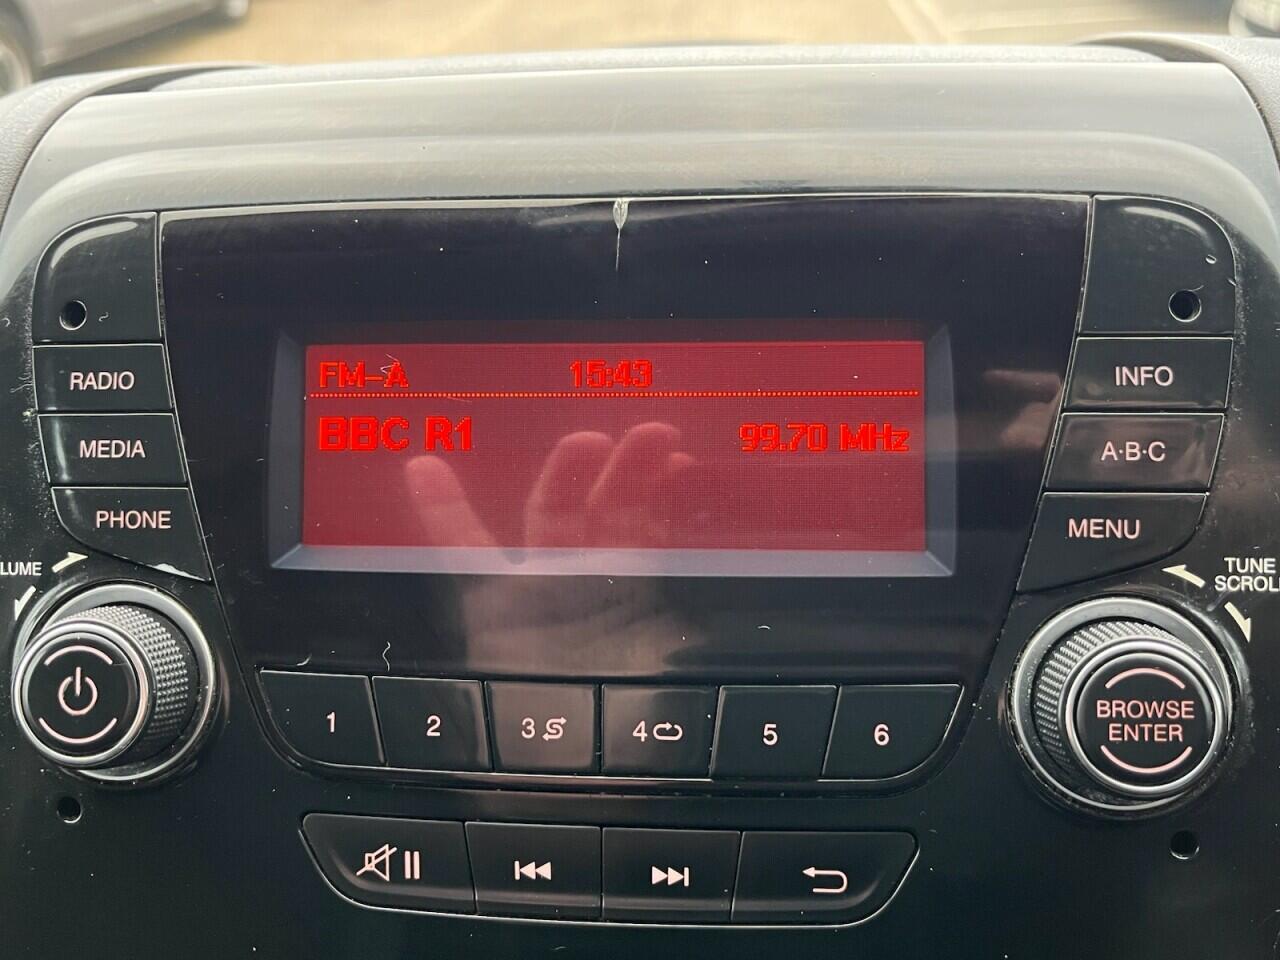 FM-A 15:43
BBC R1 99.70 MHz
RADIO
MEDIA
PHONE
LUME
INFO
A·B·C
MENU
TUNE
SCROLL
BROWSE
ENTER
1 2 3 4 5 6